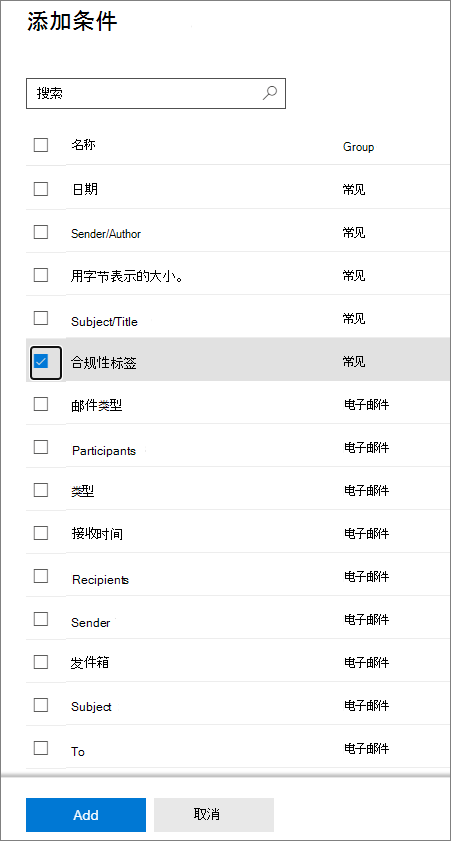 添加条件
搜索
名称 Group
日期 常见
Sender/Author 常见
用字节表示的大小。 常见
Subject/Title 常见
合规性标签 常见
邮件类型 电子邮件
Participants 电子邮件
类型 电子邮件
接收时间 电子邮件
Recipients 电子邮件
Sender 电子邮件
发件箱 电子邮件
Subject 电子邮件
To 电子邮件
Add 取消